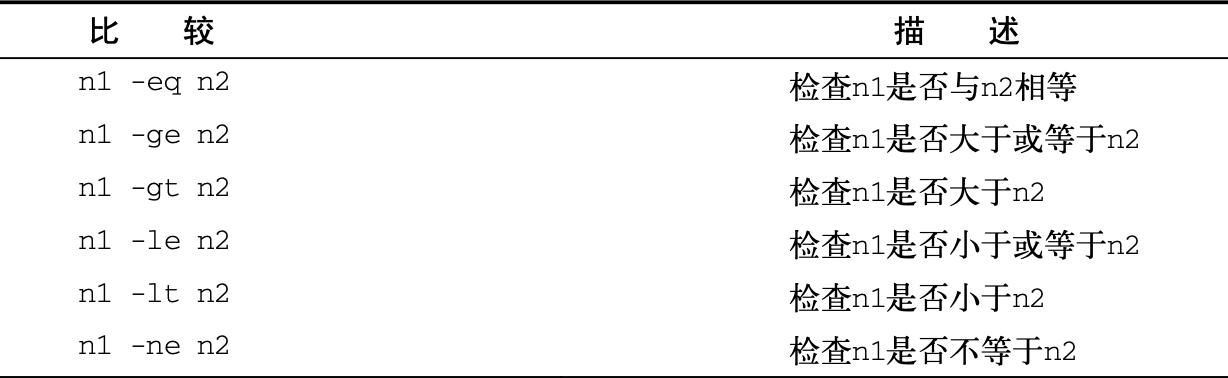 比 较 描 述
n1 -eq n2 检查n1是否与n2相等
n1 -ge n2 检查n1是否大于或等于n2
n1 -gt n2 检查n1是否大于n2
n1 -le n2 检查n1是否小于或等于n2
n1 -lt n2 检查n1是否小于n2
n1 -ne n2 检查n1是否不等于n2